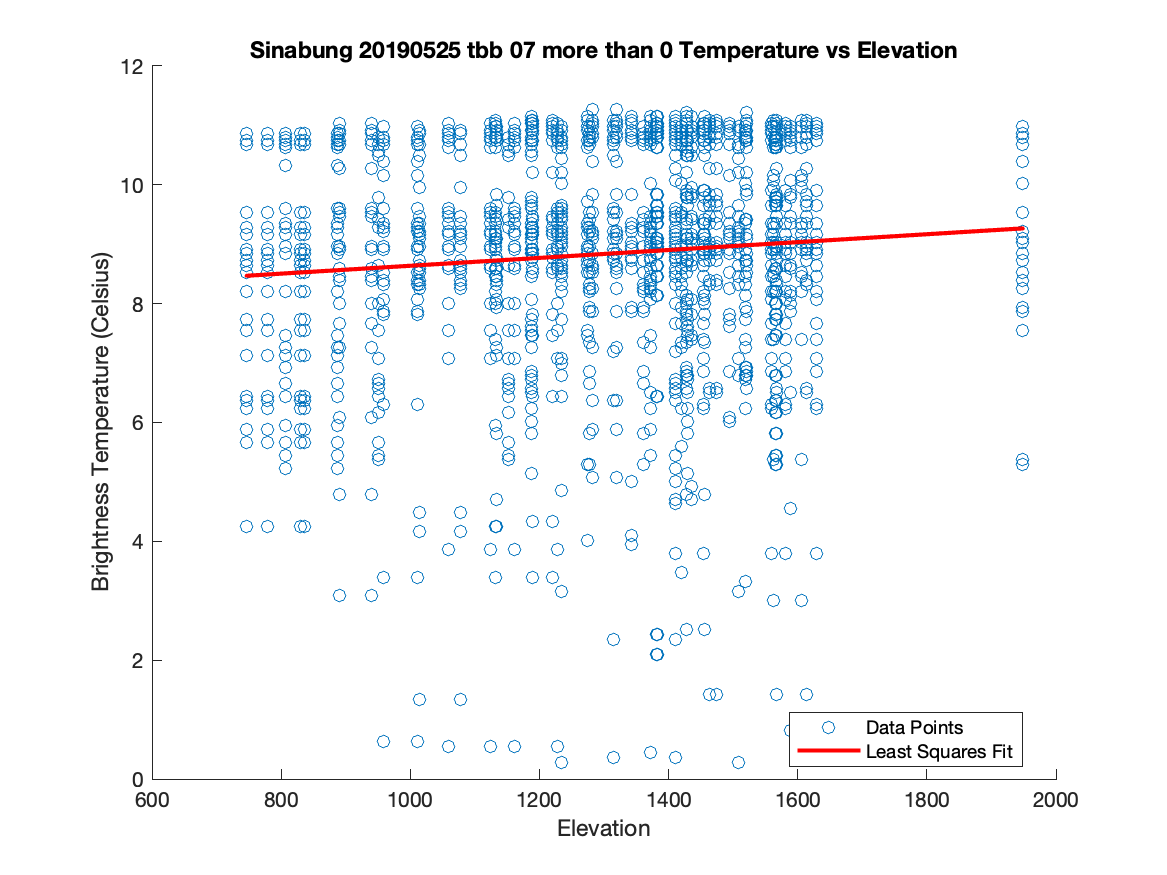 Sinabung 20190525 tbb 07 more than 0 Temperature vs Elevation
12
10
8
6
4
2
0
Brightness Temperature (Celsius)
600 800 1000 1200 1400 1600 1800 2000
Elevation
Data Points
Least Squares Fit